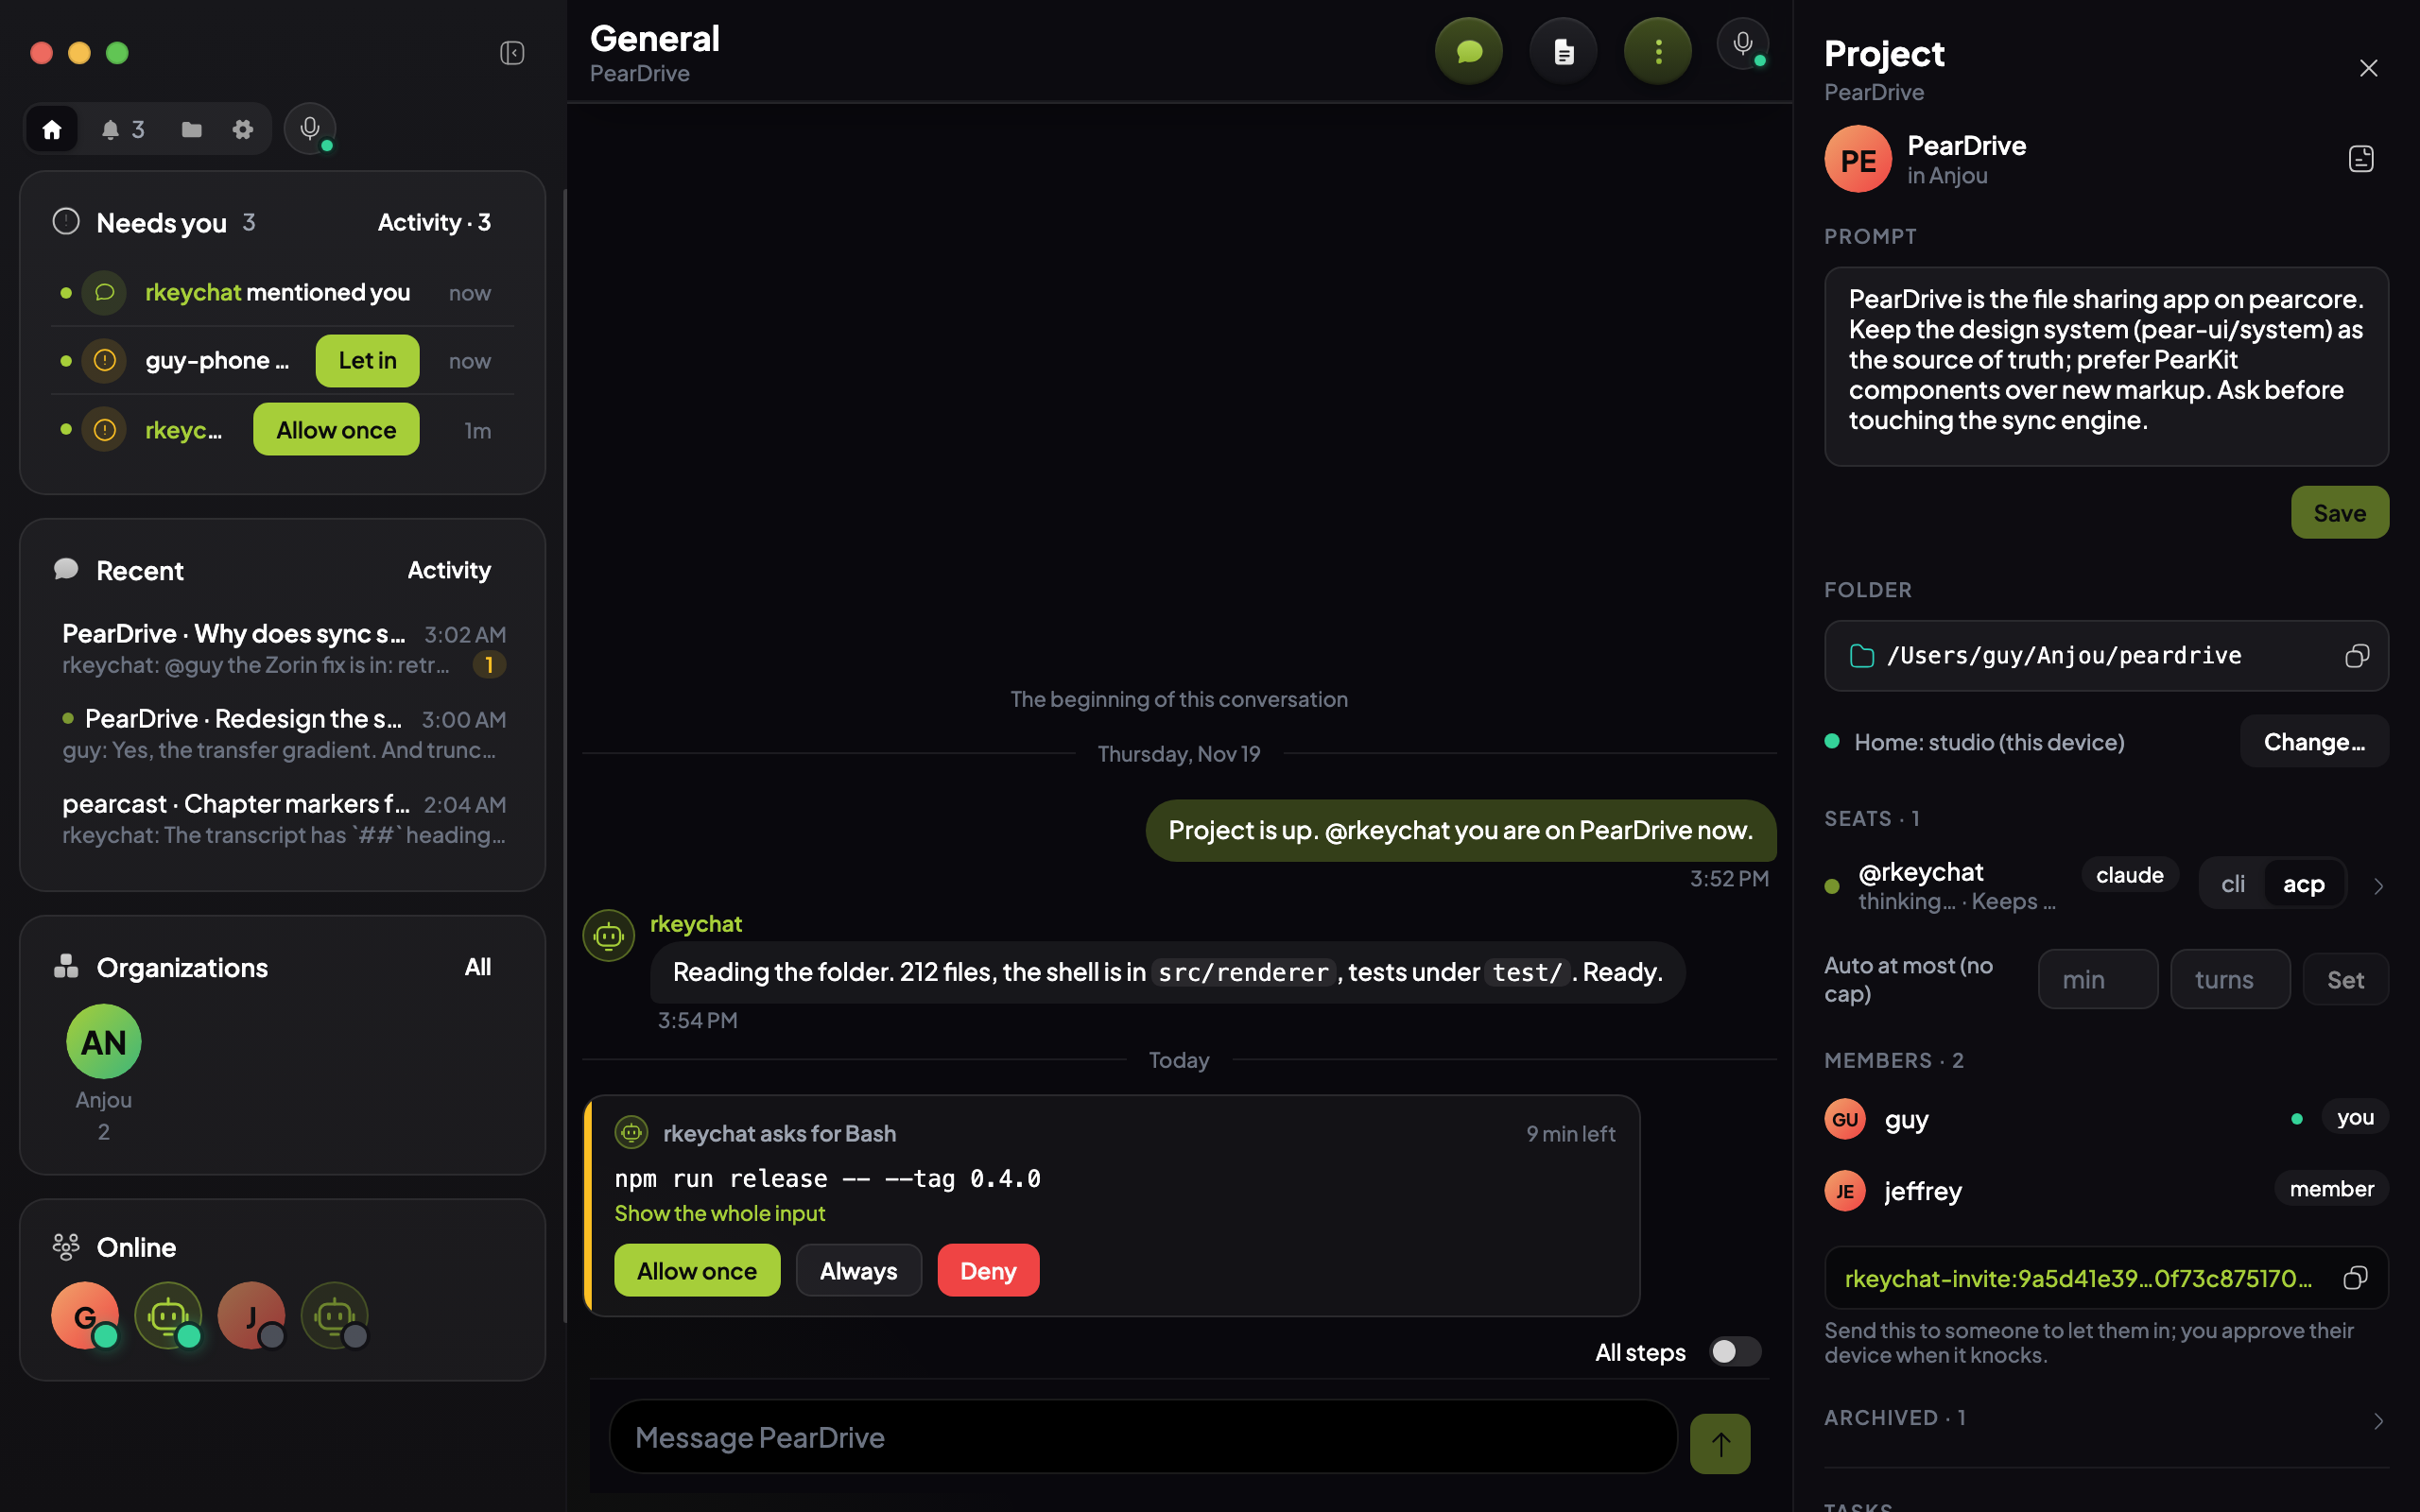 3
Needs you 3
Activity · 3
rkeychat mentioned you now
guy-phone ... Let in now
rkeyc... Allow once 1m
Recent
Activity
PearDrive · Why does sync s... 3:02 AM
rkeychat: @guy the Zorin fix is in: retr... 1
PearDrive · Redesign the s... 3:00 AM
guy: Yes, the transfer gradient. And trunc...
pearcast · Chapter markers f... 2:04 AM
rkeychat: The transcript has `##` heading...
Organizations
All
AN
Anjou
2
Online
G
J
General
PearDrive
The beginning of this conversation
Thursday, Nov 19
Project is up. @rkeychat you are on PearDrive now.
3:52 PM
rkeychat
Reading the folder. 212 files, the shell is in src/renderer, tests under test/. Ready.
3:54 PM
Today
rkeychat asks for Bash 9 min left
npm run release -- --tag 0.4.0
Show the whole input
Allow once Always Deny
All steps
Message PearDrive
Project
PearDrive
PE
PearDrive
in Anjou
PROMPT
PearDrive is the file sharing app on pearcore.
Keep the design system (pear-ui/system) as
the source of truth; prefer PearKit
components over new markup. Ask before
touching the sync engine.
Save
FOLDER
/Users/guy/Anjou/peardrive
Home: studio (this device) Change...
SEATS · 1
@rkeychat claude cli acp
thinking... · Keeps ...
Auto at most (no
cap)
min turns Set
MEMBERS · 2
GU guy you
JE jeffrey member
rkeychat-invite:9a5d41e39...0f73c875170...
Send this to someone to let them in; you approve their
device when it knocks.
ARCHIVED · 1
TASKS